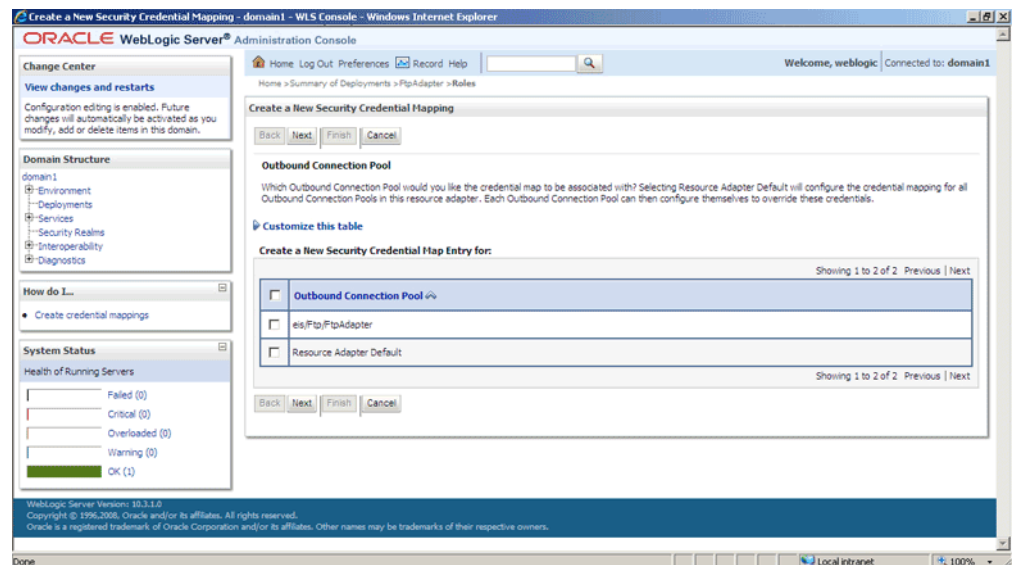 Create a New Security Credential Mapping - domain1 - WLS Console - Windows Internet Explorer
ORACLE WebLogic Server® Administration Console
Change Center
View changes and restarts
Configuration editing is enabled. Future
changes will automatically be activated as you
modify, add or delete items in this domain.
Domain Structure
domain1
Environment
Deployments
Services
Security Realms
Interoperability
Diagnostics
How do I...
Create credential mappings
System Status
Health of Running Servers
Failed (0)
Critical (0)
Overloaded (0)
Warning (0)
OK (1)
Home Log Out Preferences Record Help
Welcome, weblogic Connected to: domain1
Home >Summary of Deployments >FtpAdapter >Roles
Create a New Security Credential Mapping
Back Next Finish Cancel
Outbound Connection Pool
Which Outbound Connection Pool would you like the credential map to be associated with? Selecting Resource Adapter Default will configure the credential mapping for all
Outbound Connection Pools in this resource adapter. Each Outbound Connection Pool can then configure themselves to override these credentials.
Customize this table
Create a New Security Credential Map Entry for:
Showing 1 to 2 of 2 Previous | Next
Outbound Connection Pool
eis/Ftp/FtpAdapter
Resource Adapter Default
Showing 1 to 2 of 2 Previous | Next
Back Next Finish Cancel
WebLogic Server Version: 10.3.1.0
Copyright © 1996,2008, Oracle and/or its affiliates. All rights reserved.
Oracle is a registered trademark of Oracle Corporation and/or its affiliates. Other names may be trademarks of their respective owners.
Done
Local intranet
100%